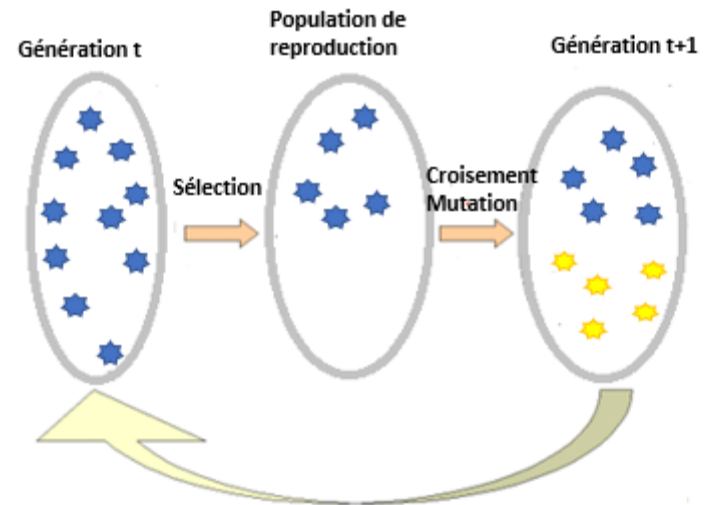 Génération t
Population de
reproduction
Génération t+1
Sélection
Croisement
Mutation